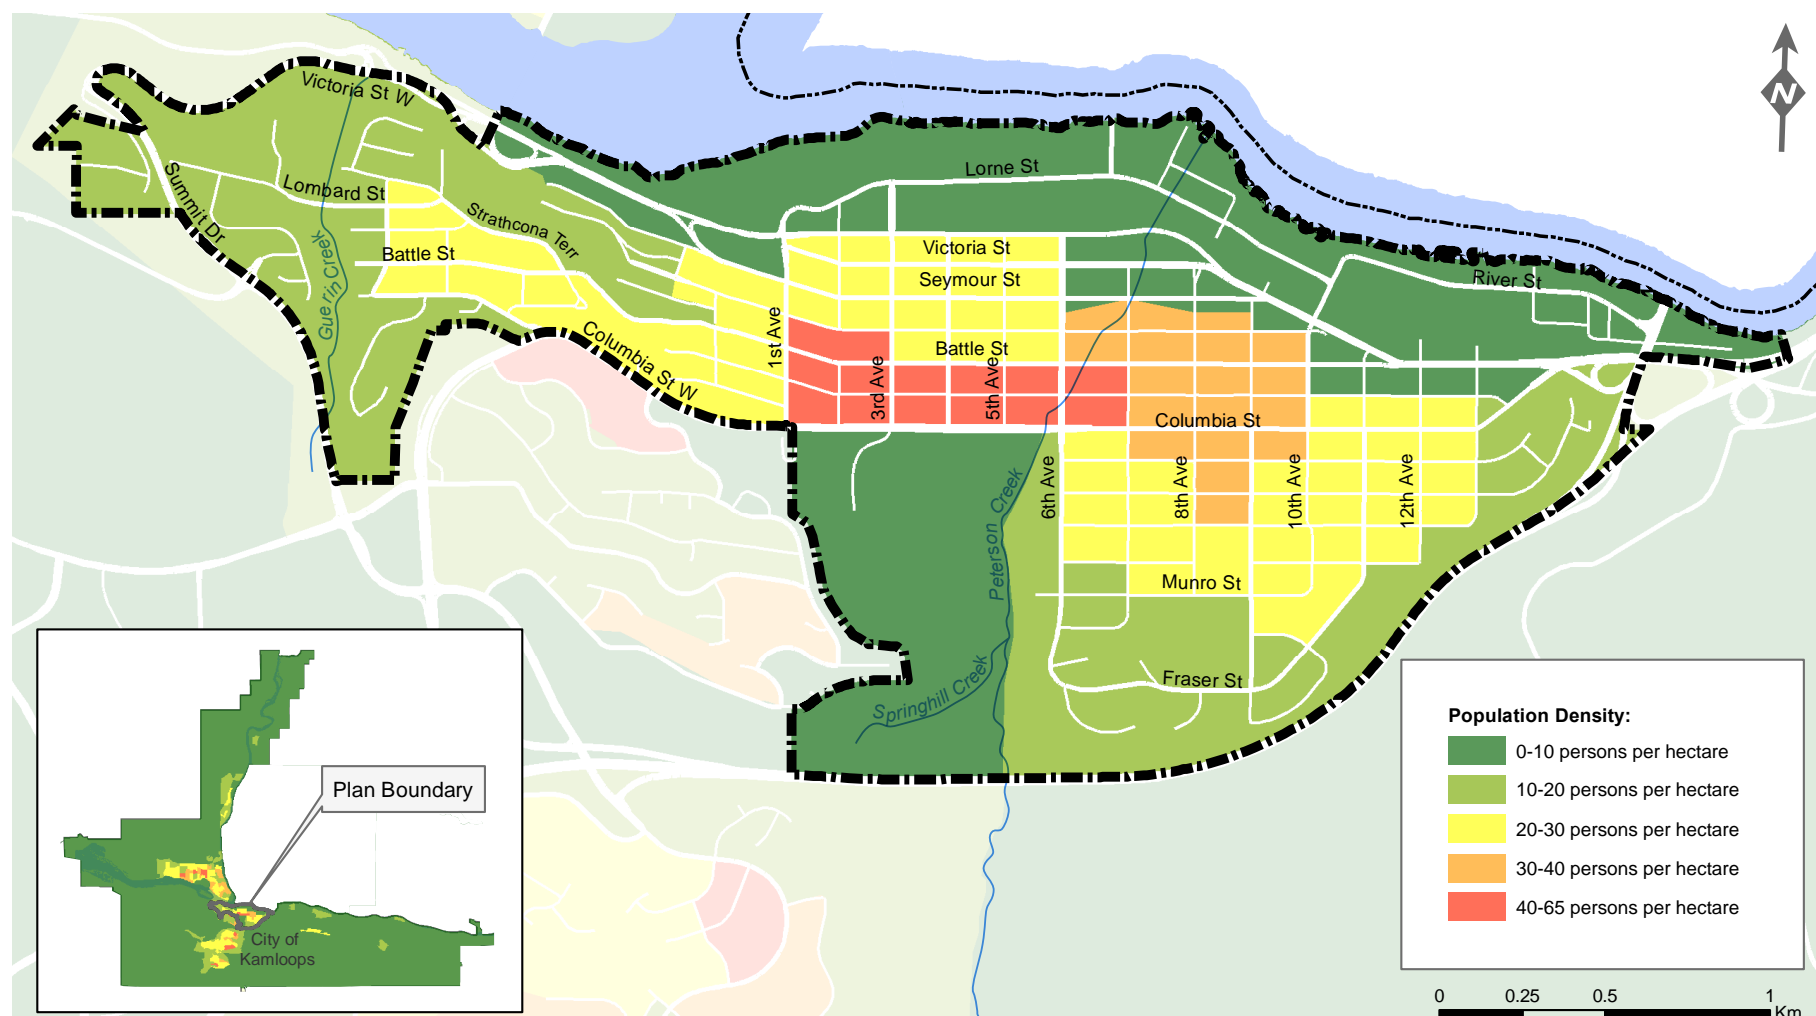 Victoria St W
N
Lorne St
Summit Dr
Lombard St
Strathcona Terr
Guerin Creek
Battle St
Victoria St
Seymour St
River St
1st Ave
Columbia St W
Battle St
3rd Ave
5th Ave
Columbia St
6th Ave
8th Ave
10th Ave
12th Ave
Peterson Creek
Munro St
Springhill Creek
Fraser St
Plan Boundary
City of
Kamloops
Population Density:
0-10 persons per hectare
10-20 persons per hectare
20-30 persons per hectare
30-40 persons per hectare
40-65 persons per hectare
0 0.25 0.5 1
Km